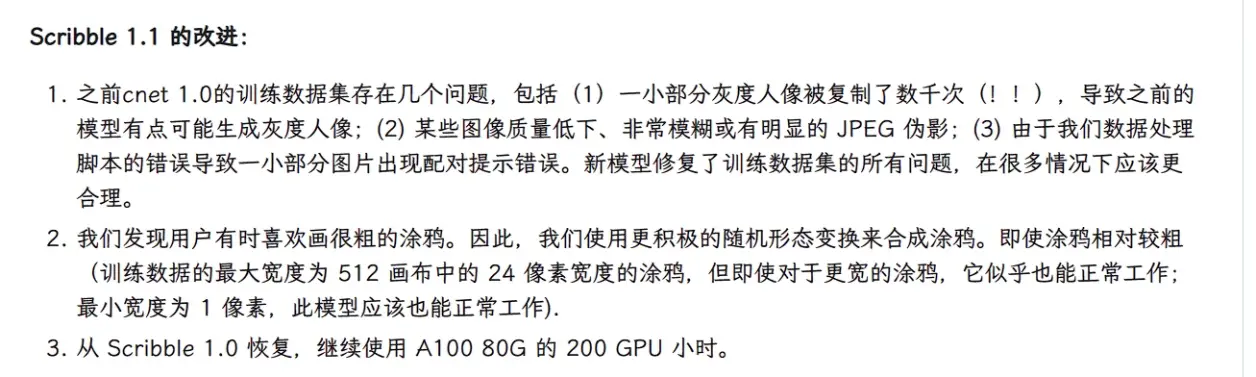 Scribble 1.1 的改进：
1. 之前cnet 1.0的训练数据集存在几个问题，包括（1）一小部分灰度人像被复制了数千次（！！），导致之前的
模型有点可能生成灰度人像；(2) 某些图像质量低下、非常模糊或有明显的 JPEG 伪影；(3) 由于我们数据处理
脚本的错误导致一小部分图片出现配对提示错误。新模型修复了训练数据集的所有问题，在很多情况下应该更
合理。
2. 我们发现用户有时喜欢画很粗的涂鸦。因此，我们使用更积极的随机形态变换来合成涂鸦。即使涂鸦相对较粗
（训练数据的最大宽度为 512 画布中的 24 像素宽度的涂鸦，但即使对于更宽的涂鸦，它似乎也能正常工作；
最小宽度为 1 像素，此模型应该也能正常工作).
3. 从 Scribble 1.0 恢复，继续使用 A100 80G 的 200 GPU 小时。